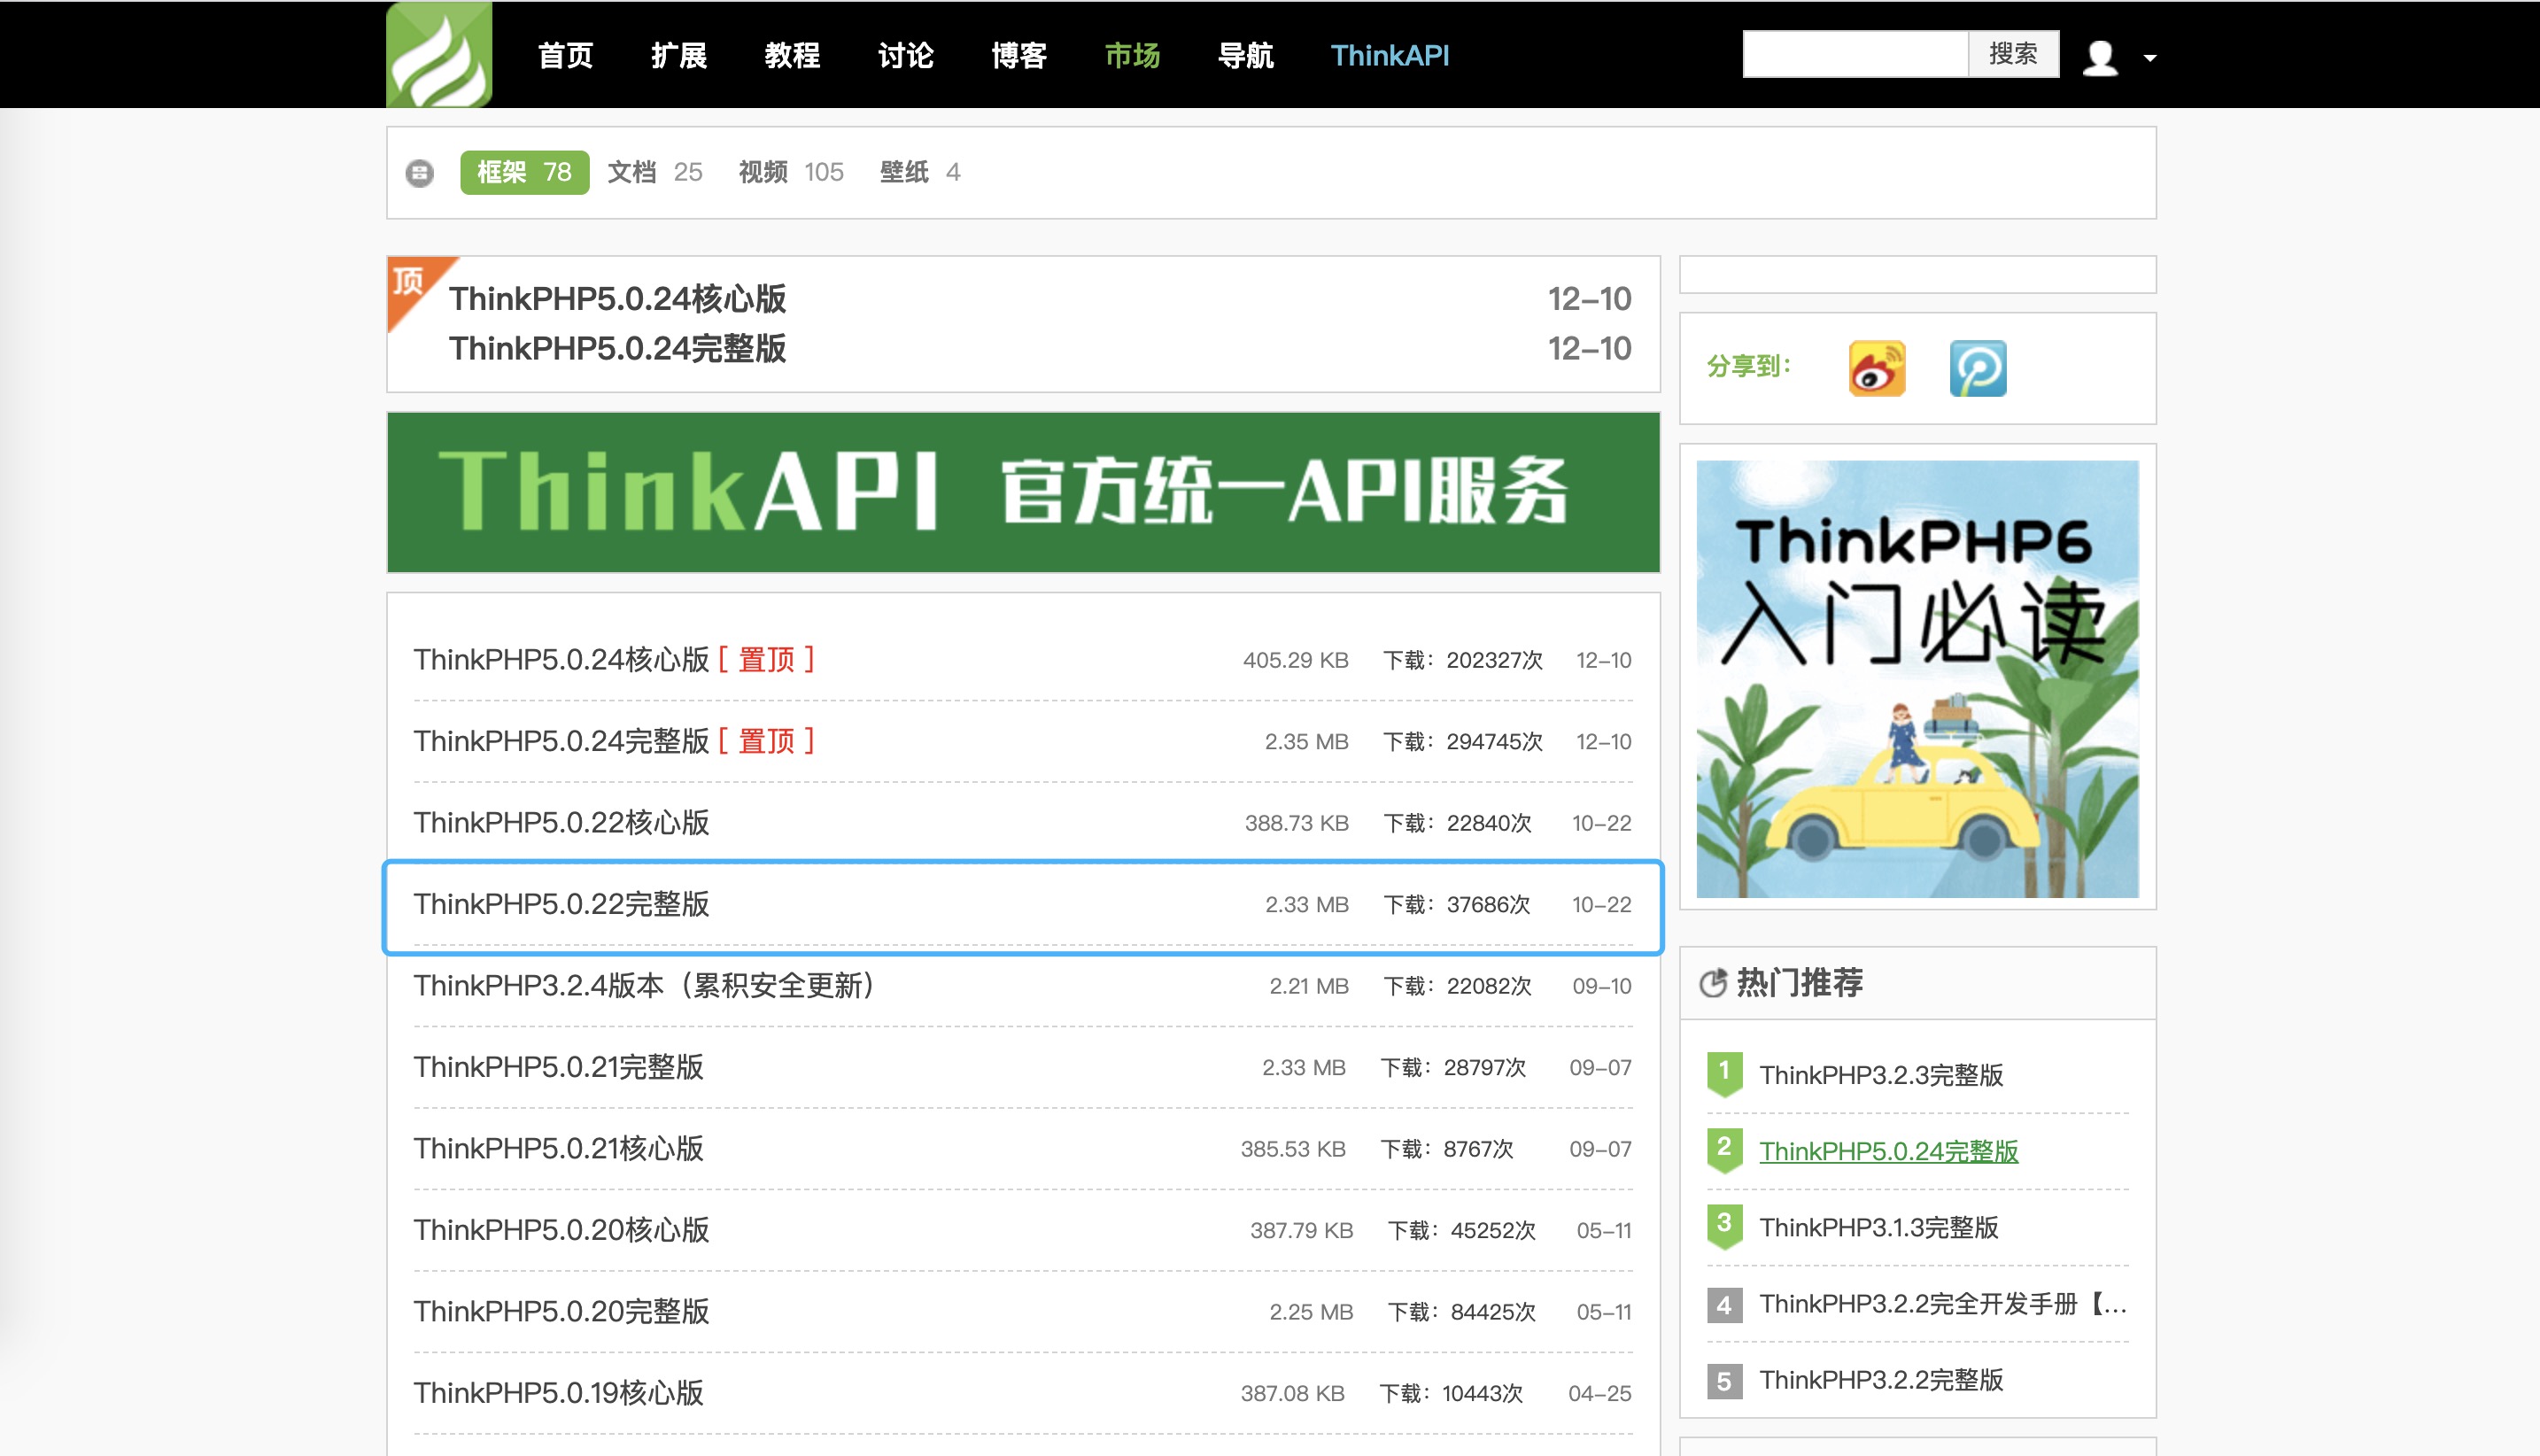 首页 扩展 教程 讨论 博客 市场 导航 ThinkAPI 搜索
框架 78 文档 25 视频 105 壁纸 4
顶
ThinkPHP5.0.24核心版 12-10
ThinkPHP5.0.24完整版 12-10
ThinkAPI 官方统一API服务
ThinkPHP5.0.24核心版 [ 置顶 ] 405.29 KB 下载：202327次 12-10
ThinkPHP5.0.24完整版 [ 置顶 ] 2.35 MB 下载：294745次 12-10
ThinkPHP5.0.22核心版 388.73 KB 下载：22840次 10-22
ThinkPHP5.0.22完整版 2.33 MB 下载：37686次 10-22
ThinkPHP3.2.4版本（累积安全更新） 2.21 MB 下载：22082次 09-10
ThinkPHP5.0.21完整版 2.33 MB 下载：28797次 09-07
ThinkPHP5.0.21核心版 385.53 KB 下载：8767次 09-07
ThinkPHP5.0.20核心版 387.79 KB 下载：45252次 05-11
ThinkPHP5.0.20完整版 2.25 MB 下载：84425次 05-11
ThinkPHP5.0.19核心版 387.08 KB 下载：10443次 04-25
分享到：
ThinkPHP6
入门必读
热门推荐
1 ThinkPHP3.2.3完整版
2 ThinkPHP5.0.24完整版
3 ThinkPHP3.1.3完整版
4 ThinkPHP3.2.2完全开发手册【...
5 ThinkPHP3.2.2完整版